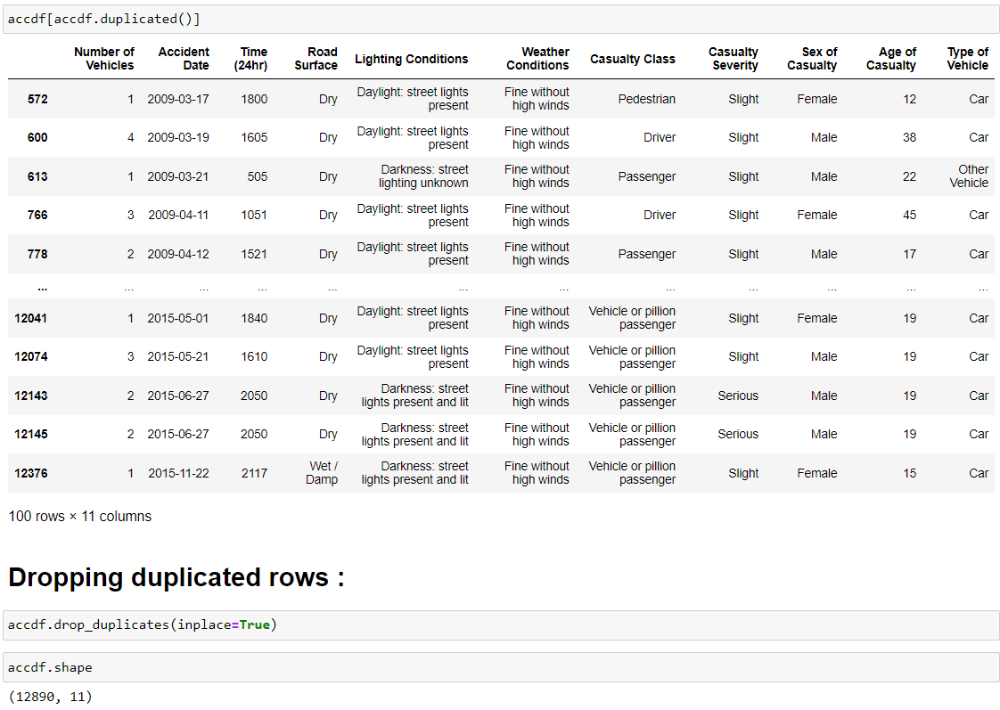 accdf[accdf.duplicated()]
Number of Vehicles Accident Date Time (24hr) Road Surface Lighting Conditions Weather Conditions Casualty Class Casualty Severity Sex of Casualty Age of Casualty Type of Vehicle
572 1 2009-03-17 1800 Dry Daylight: street lights present Fine without high winds Pedestrian Slight Female 12 Car
600 4 2009-03-19 1605 Dry Daylight: street lights present Fine without high winds Driver Slight Male 38 Car
613 1 2009-03-21 505 Dry Darkness: street lighting unknown Fine without high winds Passenger Slight Male 22 Other Vehicle
766 3 2009-04-11 1051 Dry Daylight: street lights present Fine without high winds Driver Slight Female 45 Car
778 2 2009-04-12 1521 Dry Daylight: street lights present Fine without high winds Passenger Slight Male 17 Car
... ... ... ... ... ... ... ... ... ... ... ...
12041 1 2015-05-01 1840 Dry Daylight: street lights present Fine without high winds Vehicle or pillion passenger Slight Female 19 Car
12074 3 2015-05-21 1610 Dry Daylight: street lights present Fine without high winds Vehicle or pillion passenger Slight Male 19 Car
12143 2 2015-06-27 2050 Dry Darkness: street lights present and lit Fine without high winds Vehicle or pillion passenger Serious Male 19 Car
12145 2 2015-06-27 2050 Dry Darkness: street lights present and lit Fine without high winds Vehicle or pillion passenger Serious Male 19 Car
12376 1 2015-11-22 2117 Wet / Damp Darkness: street lights present and lit Fine without high winds Vehicle or pillion passenger Slight Female 15 Car
100 rows × 11 columns
Dropping duplicated rows :
accdf.drop_duplicates(inplace=True)
accdf.shape
(12890, 11)